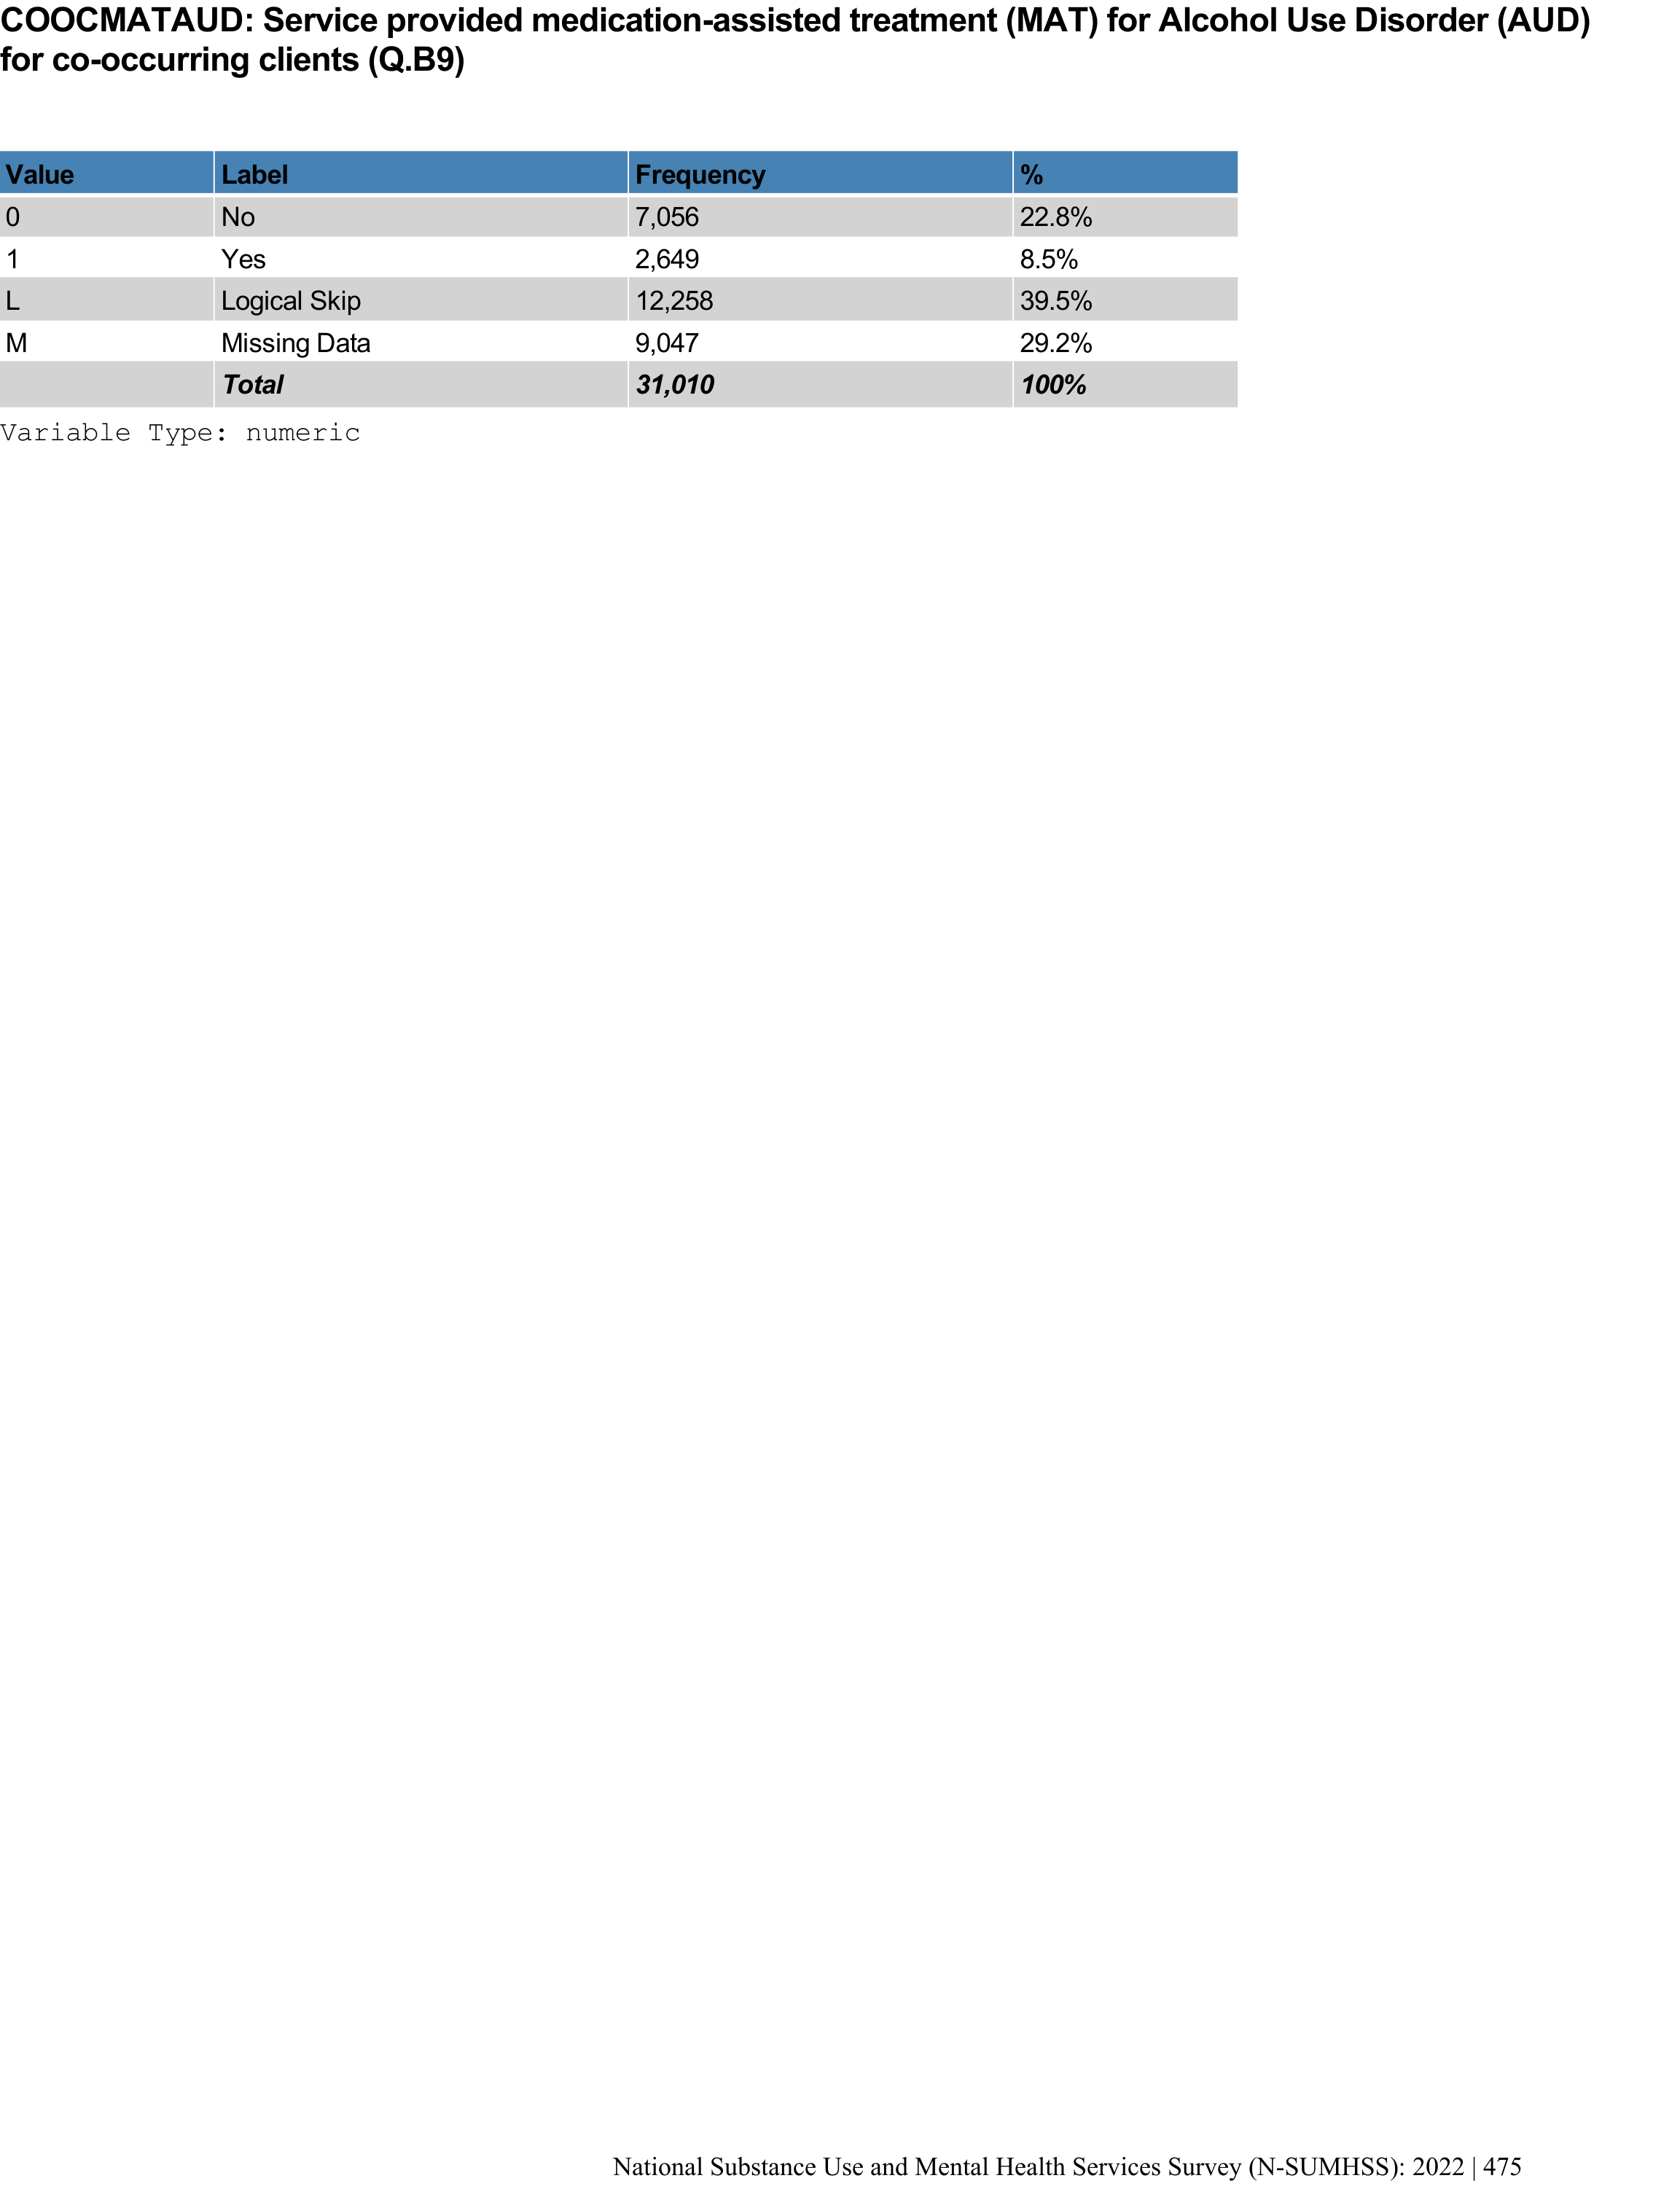 COOCMATAUD: Service provided medication-assisted treatment (MAT) for Alcohol Use Disorder (AUD)
for co-occurring clients (Q.B9)
Value Label Frequency %
0 No 7,056 22.8%
1 Yes 2,649 8.5%
L Logical Skip 12,258 39.5%
M Missing Data 9,047 29.2%
Total 31,010 100%
Variable Type: numeric
National Substance Use and Mental Health Services Survey (N-SUMHSS): 2022 | 475